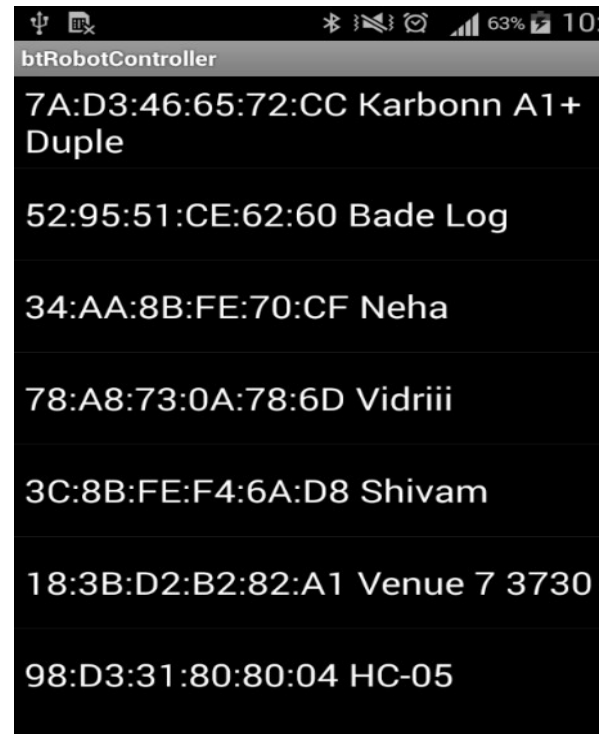 63% 10:
btRobotController
7A:D3:46:65:72:CC Karbonn A1+
Duple
52:95:51:CE:62:60 Bade Log
34:AA:8B:FE:70:CF Neha
78:A8:73:0A:78:6D Vidriii
3C:8B:FE:F4:6A:D8 Shivam
18:3B:D2:B2:82:A1 Venue 7 3730
98:D3:31:80:80:04 HC-05